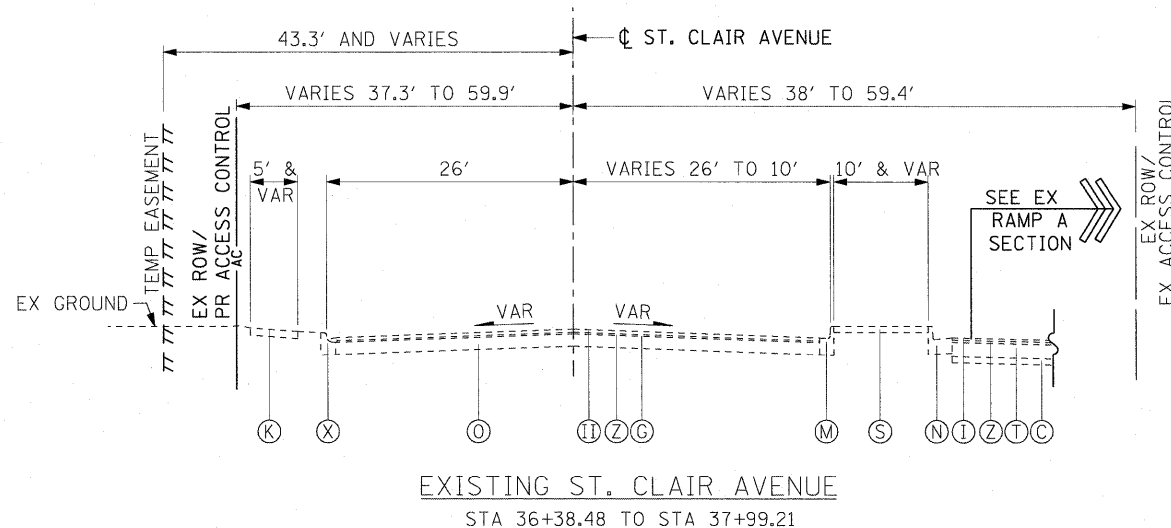 43.3' AND VARIES
℄ ST. CLAIR AVENUE
VARIES 37.3' TO 59.9'
VARIES 38' TO 59.4'
TEMP EASEMENT
EX ROW/
PR ACCESS CONTROL
AC
5' &
VAR
26'
VARIES 26' TO 10'
10' & VAR
SEE EX
RAMP A
SECTION
EX ROW/
EX ACCESS CONTROL
EX GROUND
VAR
VAR
K
X
O
II
Z
G
M
S
N
I
Z
T
C
EXISTING ST. CLAIR AVENUE
STA 36+38.48 TO STA 37+99.21